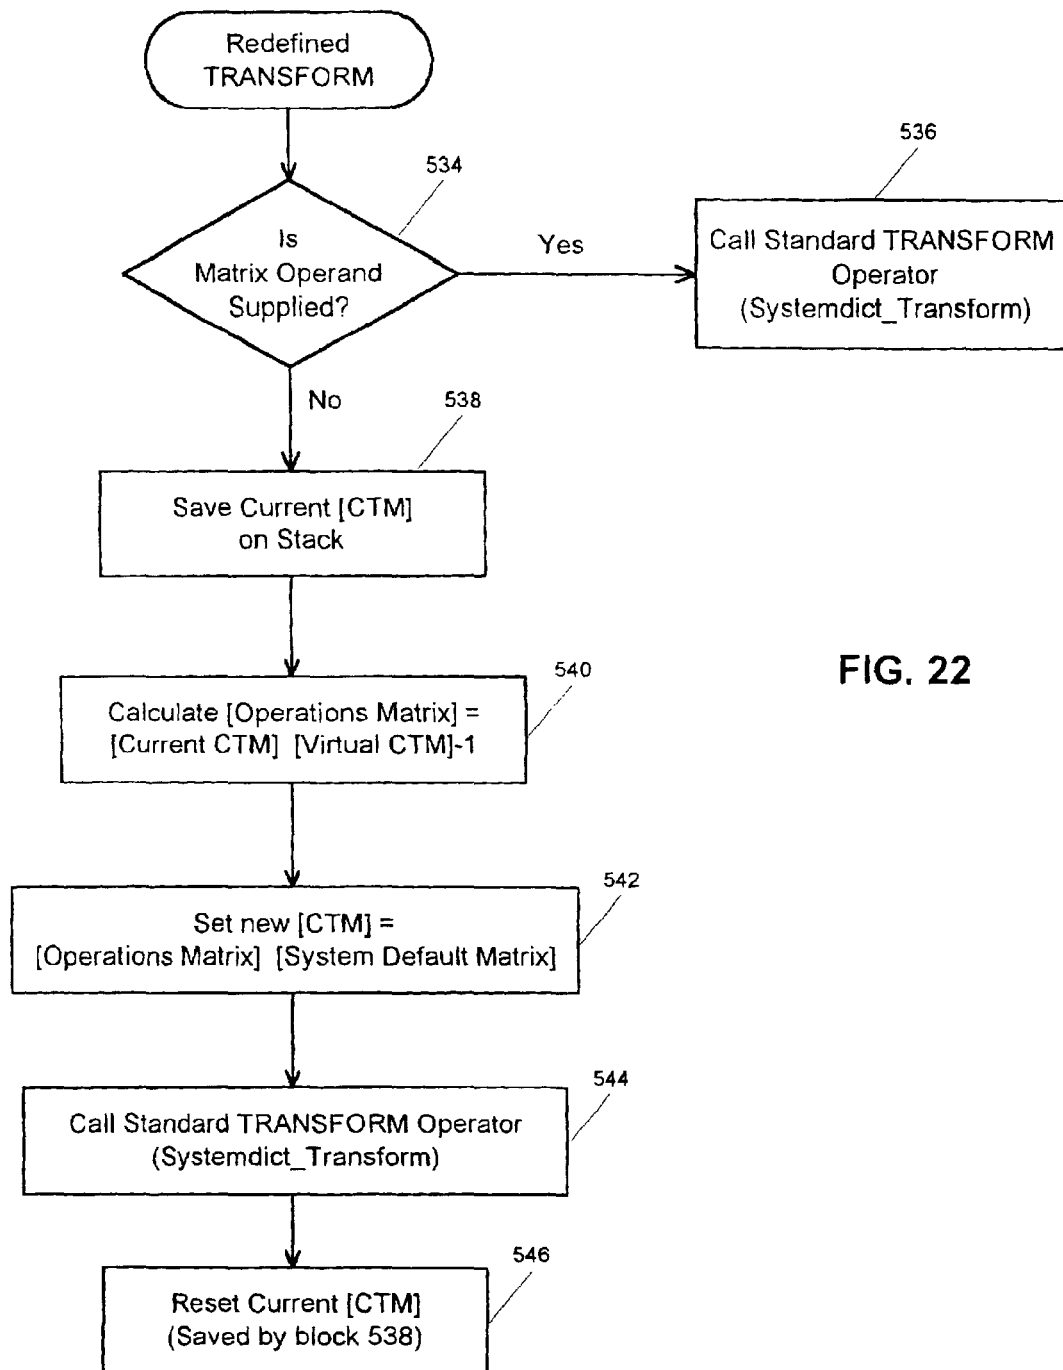 Redefined
TRANSFORM
534
Is
Matrix Operand
Supplied?
Yes
536
Call Standard TRANSFORM
Operator
(Systemdict_Transform)
No
538
Save Current [CTM]
on Stack
540
Calculate [Operations Matrix] =
[Current CTM] [Virtual CTM]-1
FIG. 22
542
Set new [CTM] =
[Operations Matrix] [System Default Matrix]
544
Call Standard TRANSFORM Operator
(Systemdict_Transform)
546
Reset Current [CTM]
(Saved by block 538)